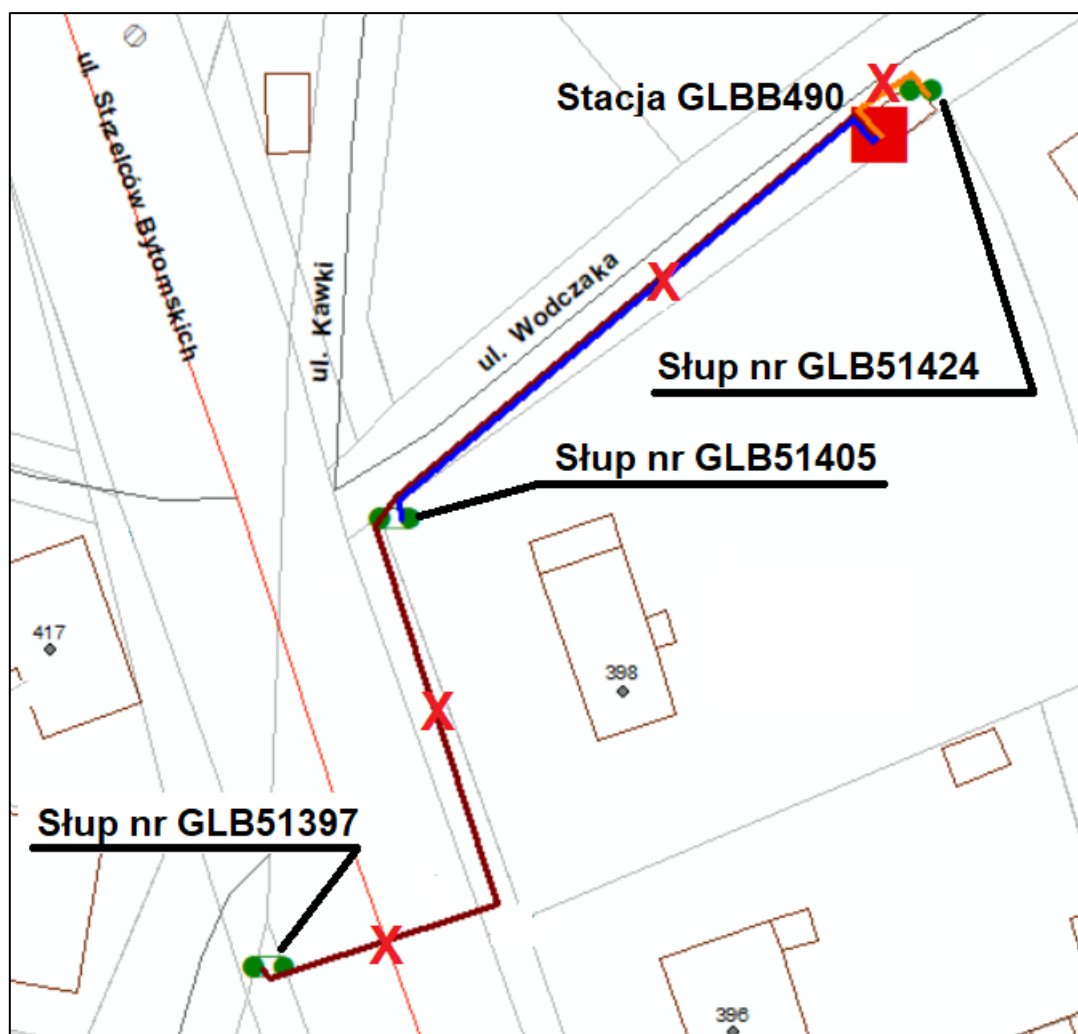 ul. Strzelców Bytomskich
Stacja GLBB490
X
ul. Kawki
ul. Wodczaka
X
Słup nr GLB51424
Słup nr GLB51405
417
398
X
Słup nr GLB51397
X
396